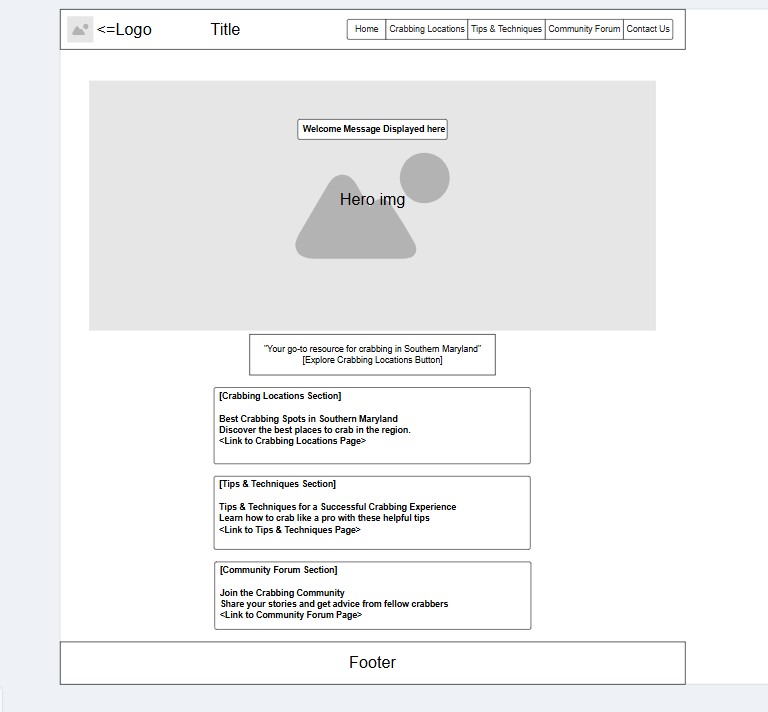 <=Logo
Title
Home
Crabbing Locations
Tips & Techniques
Community Forum
Contact Us
Welcome Message Displayed here
Hero img
"Your go-to resource for crabbing in Southern Maryland"
[Explore Crabbing Locations Button]
[Crabbing Locations Section]
Best Crabbing Spots in Southern Maryland
Discover the best places to crab in the region.
<Link to Crabbing Locations Page>
[Tips & Techniques Section]
Tips & Techniques for a Successful Crabbing Experience
Learn how to crab like a pro with these helpful tips
<Link to Tips & Techniques Page>
[Community Forum Section]
Join the Crabbing Community
Share your stories and get advice from fellow crabbers
<Link to Community Forum Page>
Footer